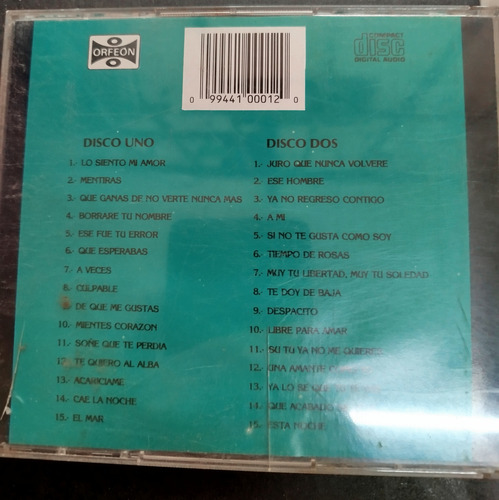 ORFEON
COMPACT
disc
DIGITAL AUDIO
0 99441 00012 0
DISCO UNO
1.- LO SIENTO MI AMOR
2.- MENTIRAS
3.- QUE GANAS DE NO VERTE NUNCA MAS
4.- BORRARE TU NOMBRE
5.- ESE FUE TU ERROR
6.- QUE ESPERABAS
7.- A VECES
8.- CULPABLE
9.- DE QUE ME GUSTAS
10.- MIENTES CORAZON
11.- SOÑE QUE TE PERDIA
12.- TE QUIERO AL ALBA
13.- ACARICIAME
14.- CAE LA NOCHE
15.- EL MAR
DISCO DOS
1.- JURO QUE NUNCA VOLVERE
2.- ESE HOMBRE
3.- YA NO REGRESO CONTIGO
4.- A MI
5.- SI NO TE GUSTA COMO SOY
6.- TIEMPO DE ROSAS
7.- MUY TU LIBERTAD, MUY TU SOLEDAD
8.- TE DOY DE BAJA
9.- DESPACITO
10.- LIBRE PARA AMAR
11.- SU TU YA NO ME QUIERES
12.- UNA AMANTE
13.- YA LO SE QUE
14.- QUE ACABADO
15.- ESTA NOCHE